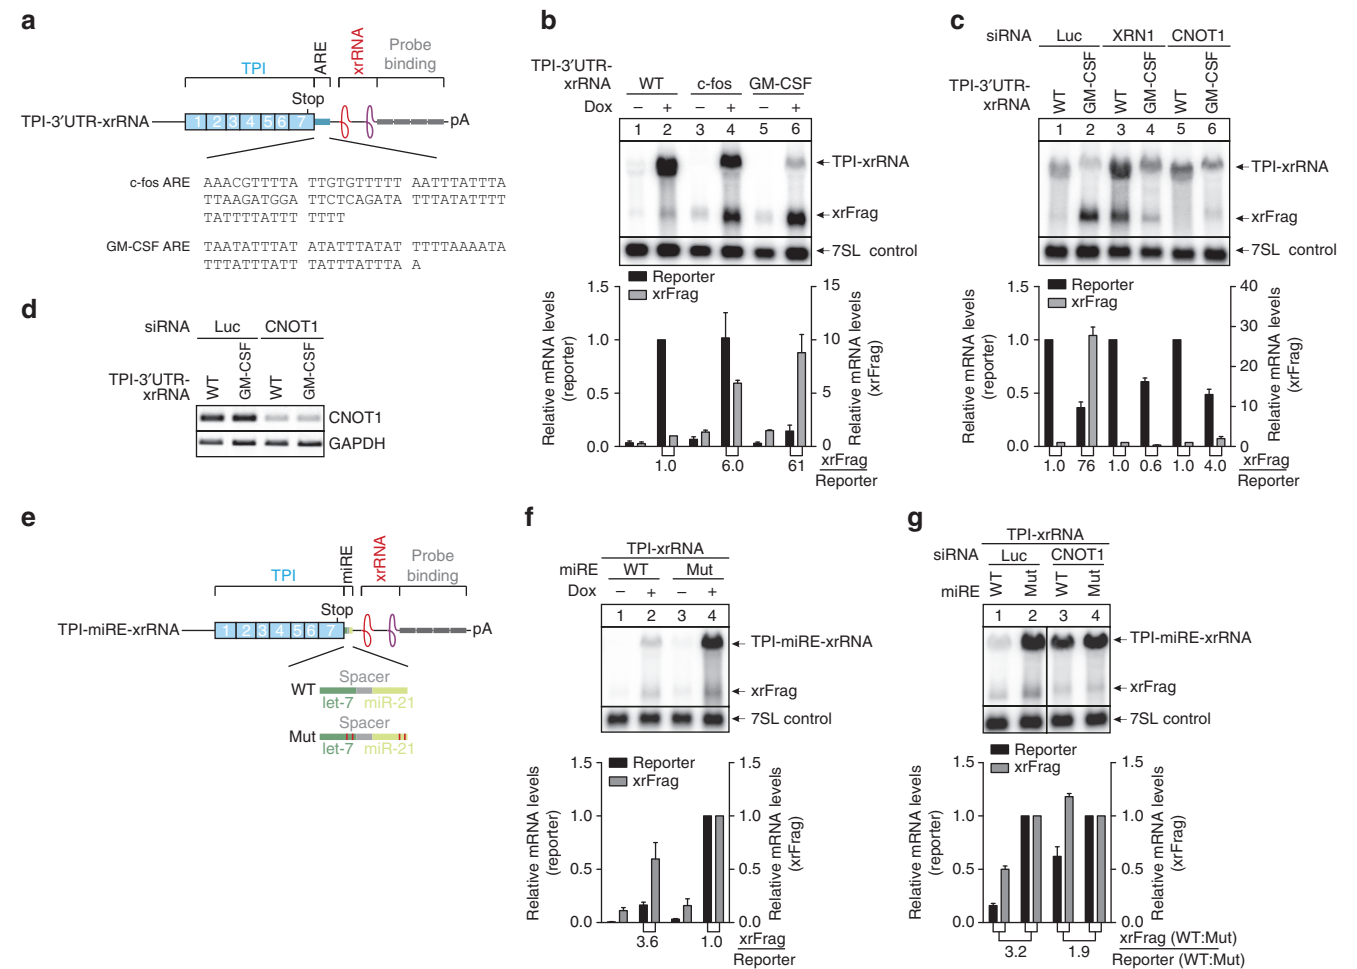 a
TPI
ARE
xrRNA
Probe
binding
Stop
TPI-3′UTR-xrRNA
1 2 3 4 5 6 7
pA
c-fos ARE AAACGTTTTA TTGTGTTTTT AATTTATTTA
TTAAGATGGA TTCTCAGATA TTTATATTTT
TATTTTATTT TTTT
GM-CSF ARE TAATATTTAT ATATTTATAT TTTTAAAATA
TTTATTTATT TATTTATTTA A
b
TPI-3′UTR-
xrRNA
WT c-fos GM-CSF
Dox − + − + − +
1 2 3 4 5 6
TPI-xrRNA
xrFrag
7SL control
Reporter
xrFrag
Relative mRNA levels
(reporter)
1.5
1.0
0.5
0.0
15
10
5
0
Relative mRNA levels
(xrFrag)
1.0 6.0 61
xrFrag
Reporter
c
siRNA Luc XRN1 CNOT1
TPI-3′UTR-
xrRNA
WT GM-CSF WT GM-CSF WT GM-CSF
1 2 3 4 5 6
TPI-xrRNA
xrFrag
7SL control
Reporter
xrFrag
Relative mRNA levels
(reporter)
1.5
1.0
0.5
0.0
40
30
20
10
0
Relative mRNA levels
(xrFrag)
1.0 76 1.0 0.6 1.0 4.0
xrFrag
Reporter
d
siRNA Luc CNOT1
TPI-3′UTR-
xrRNA
WT GM-CSF WT GM-CSF
CNOT1
GAPDH
e
TPI
miRE
xrRNA
Probe
binding
Stop
TPI-miRE-xrRNA
1 2 3 4 5 6 7
pA
Spacer
WT
let-7 miR-21
Spacer
Mut
let-7 miR-21
f
TPI-xrRNA
miRE WT Mut
Dox − + − +
1 2 3 4
TPI-miRE-xrRNA
xrFrag
7SL control
Reporter
xrFrag
Relative mRNA levels
(reporter)
1.5
1.0
0.5
0.0
1.5
1.0
0.5
0.0
Relative mRNA levels
(xrFrag)
3.6 1.0
xrFrag
Reporter
g
TPI-xrRNA
siRNA Luc CNOT1
miRE WT Mut WT Mut
1 2 3 4
TPI-miRE-xrRNA
xrFrag
7SL control
Reporter
xrFrag
Relative mRNA levels
(reporter)
1.5
1.0
0.5
0.0
1.5
1.0
0.5
0.0
Relative mRNA levels
(xrFrag)
3.2 1.9
xrFrag (WT:Mut)
Reporter (WT:Mut)